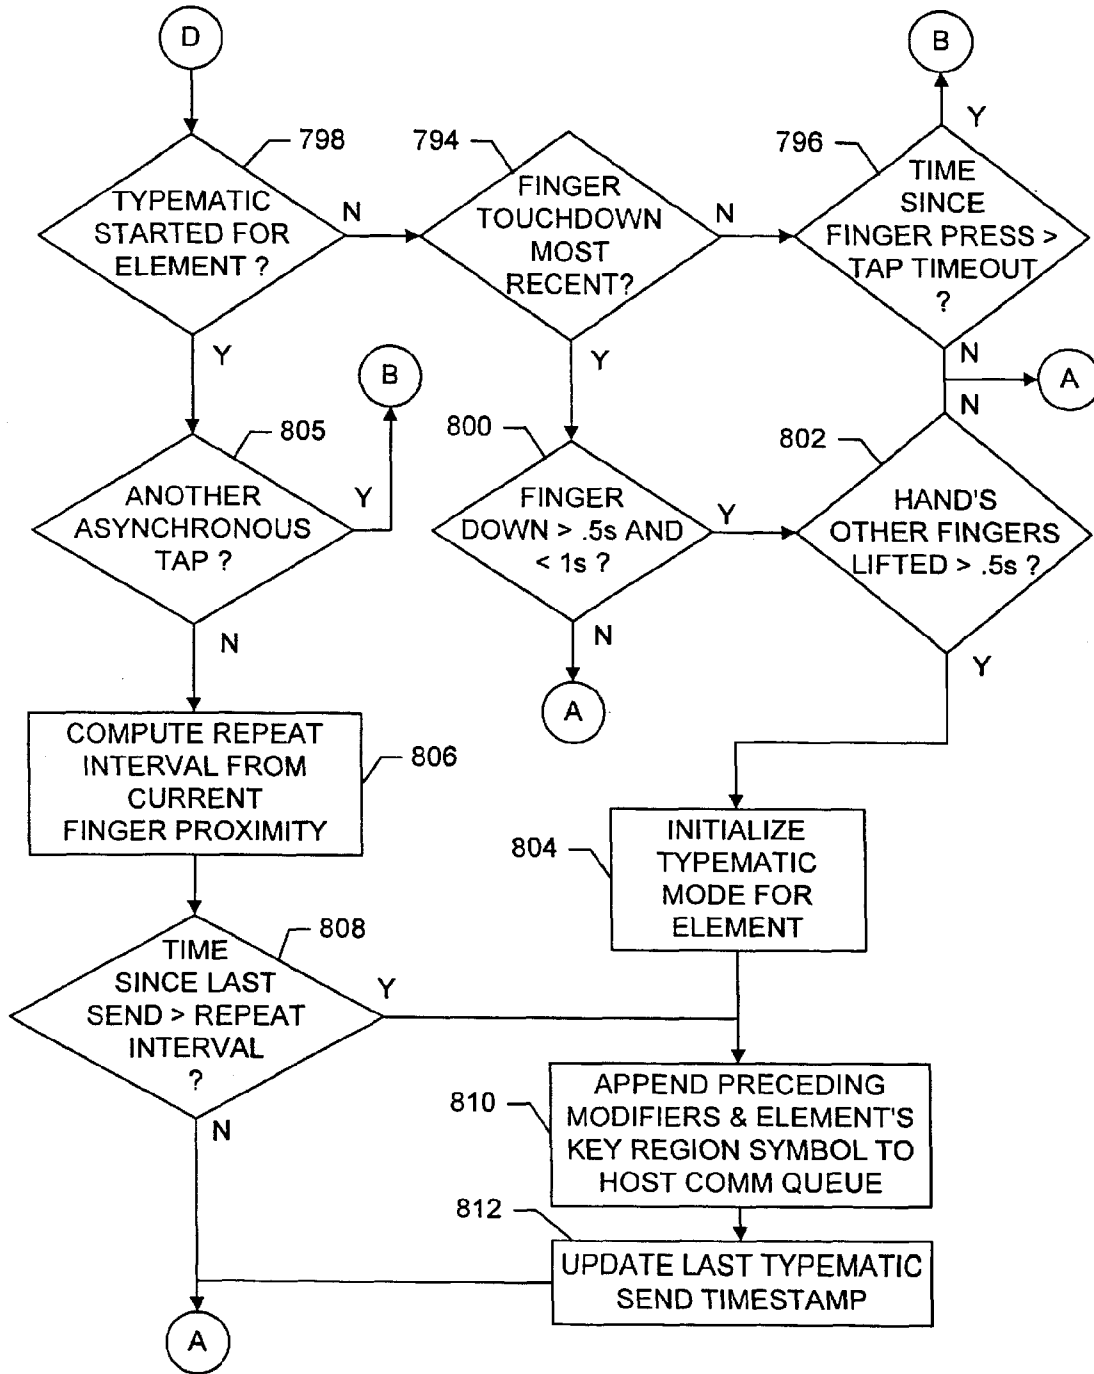 D
B
798
794
796
TYPEMATIC
STARTED FOR
ELEMENT ?
N
Y
FINGER
TOUCHDOWN
MOST
RECENT?
N
Y
TIME
SINCE
FINGER PRESS >
TAP TIMEOUT
?
Y
N
A
B
805
800
802
ANOTHER
ASYNCHRONOUS
TAP ?
Y
N
FINGER
DOWN > .5s AND
< 1s ?
Y
N
A
N
HAND'S
OTHER FINGERS
LIFTED > .5s ?
Y
COMPUTE REPEAT
INTERVAL FROM
CURRENT
FINGER PROXIMITY
806
804
INITIALIZE
TYPEMATIC
MODE FOR
ELEMENT
808
TIME
SINCE LAST
SEND > REPEAT
INTERVAL
?
Y
N
810
APPEND PRECEDING
MODIFIERS & ELEMENT'S
KEY REGION SYMBOL TO
HOST COMM QUEUE
812
UPDATE LAST TYPEMATIC
SEND TIMESTAMP
A